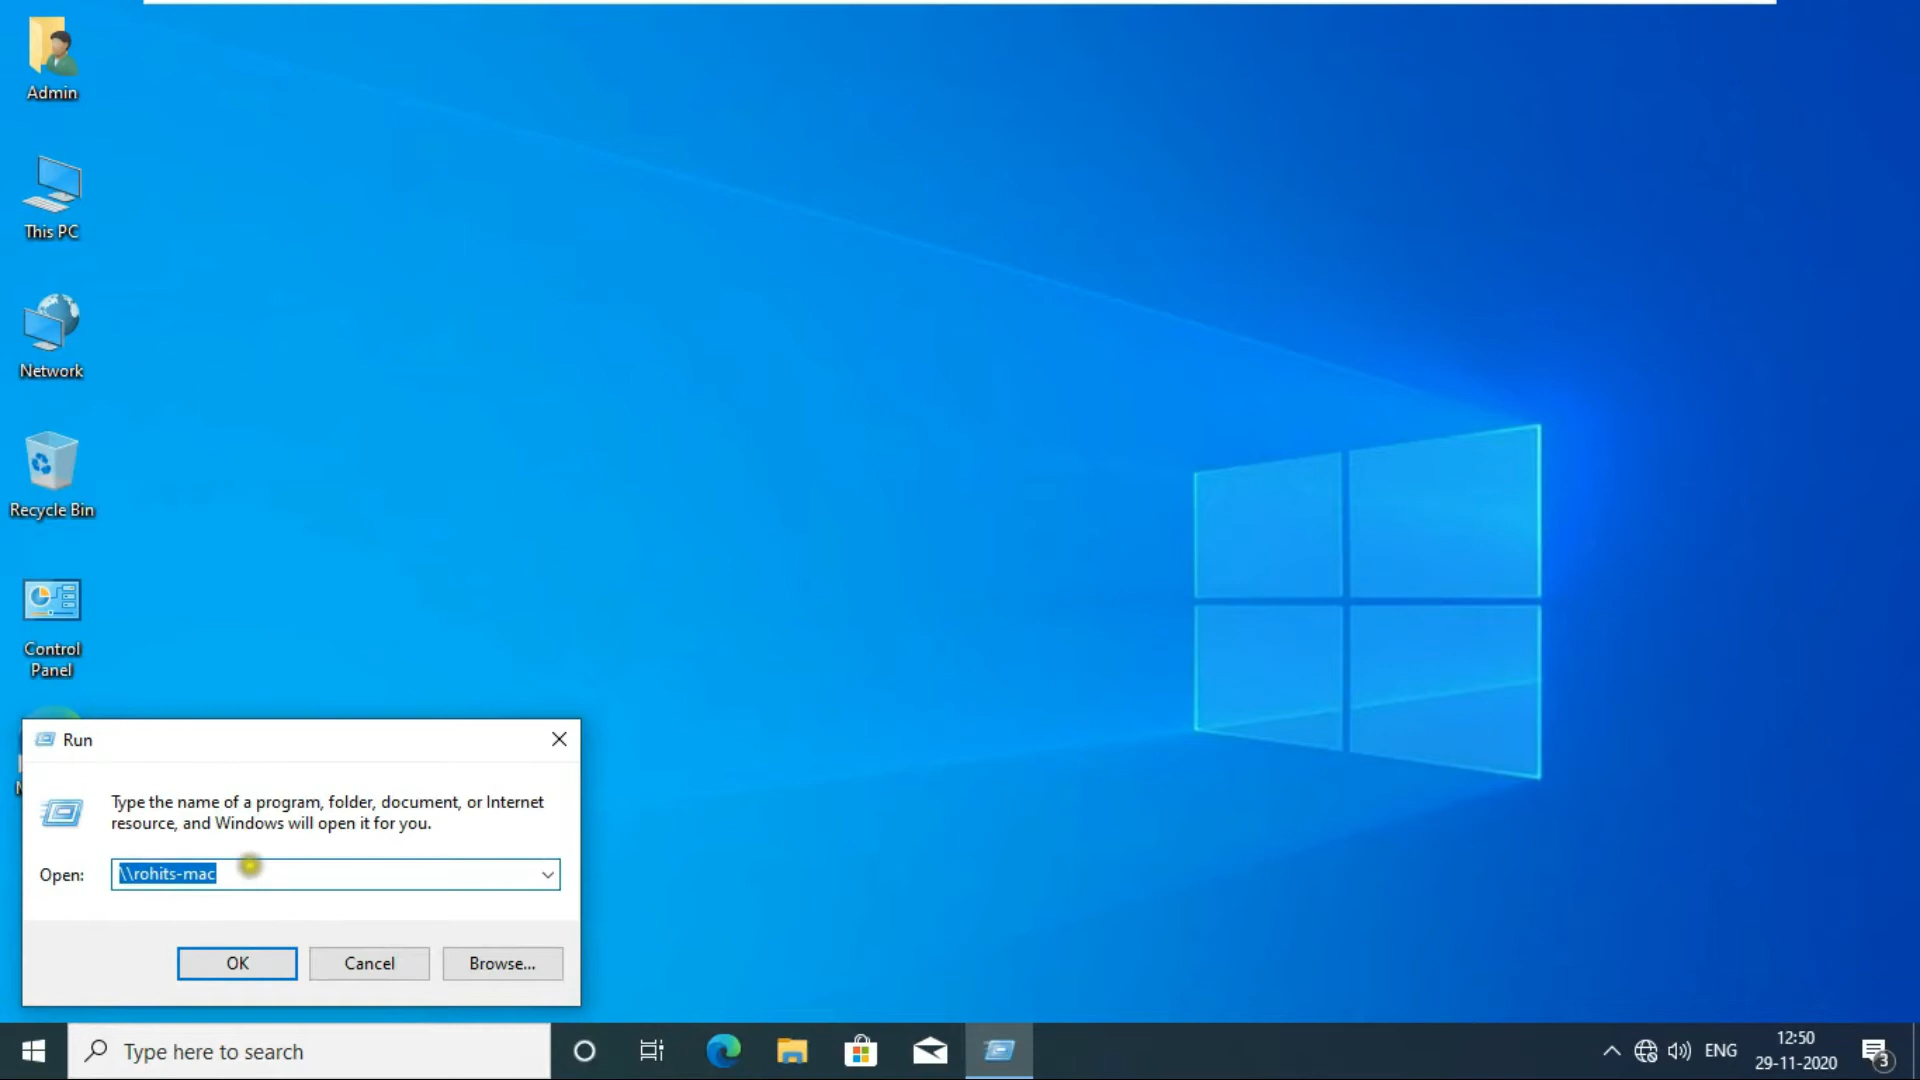 Admin
This PC
Network
Recycle Bin
Control
Panel
Run
Type the name of a program, folder, document, or Internet
resource, and Windows will open it for you.
Open:
\\rohits-mac
OK
Cancel
Browse...
Type here to search
ENG
12:50
29-11-2020
3